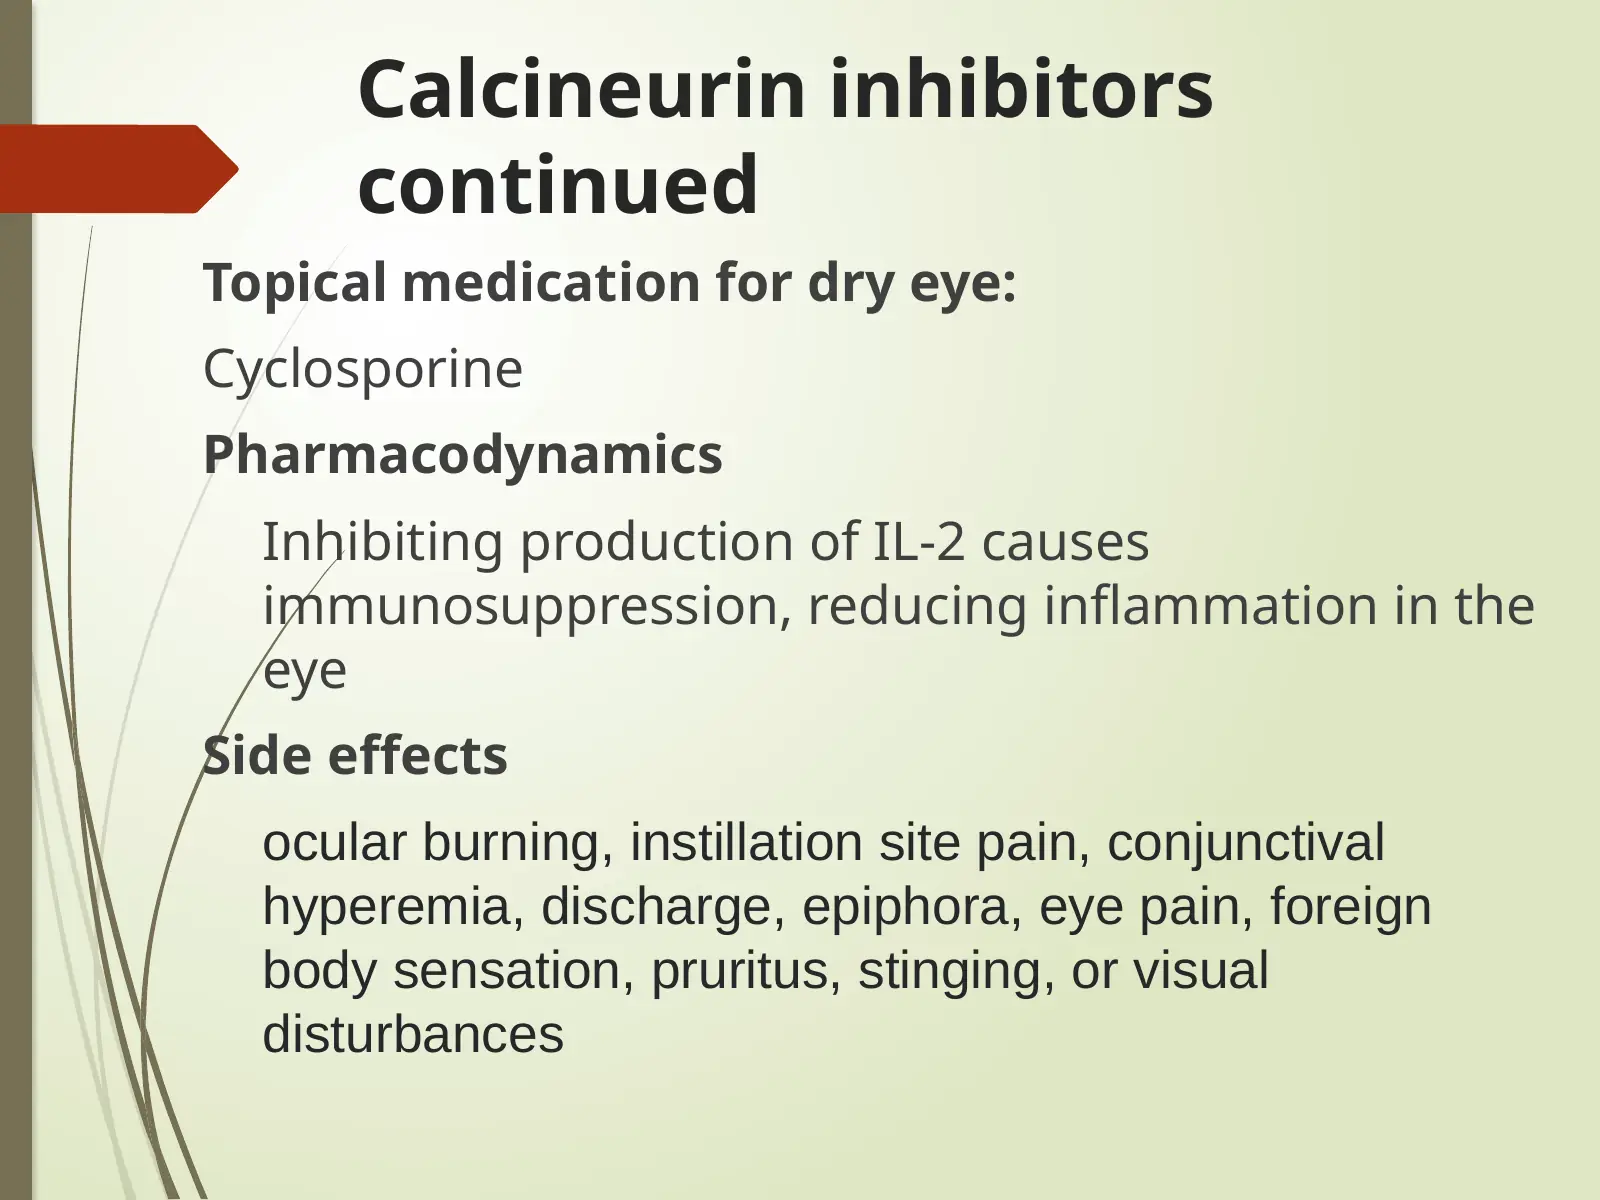 Calcineurin inhibitors
continued
Topical medication for dry eye:
Cyclosporine
Pharmacodynamics
Inhibiting production of IL-2 causes
immunosuppression, reducing inflammation in the
eye
Side effects
ocular burning, instillation site pain, conjunctival
hyperemia, discharge, epiphora, eye pain, foreign
body sensation, pruritus, stinging, or visual
disturbances